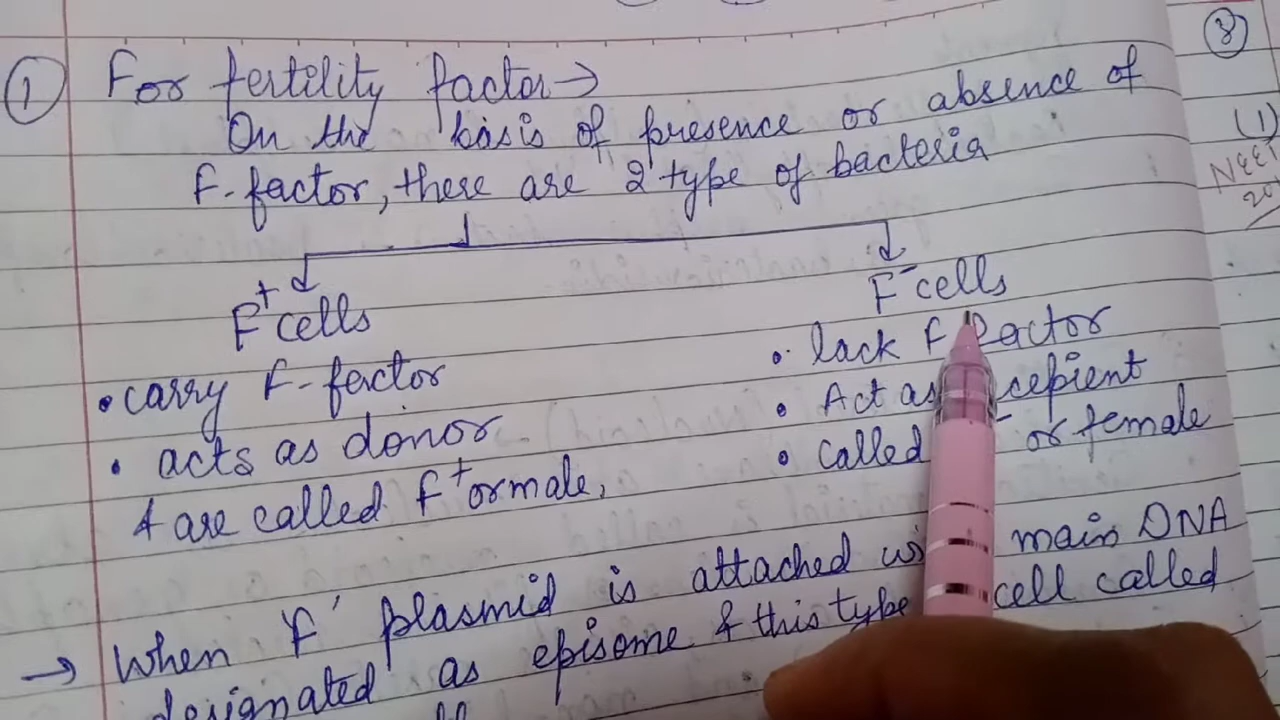 ① For fertility factor→
On the basis of presence or absence of
F-factor, there are 2 type of bacteria
F⁺ cells
• carry F-factor
• acts as donor
& are called F⁺ or male,
F⁻ cells
• lack F factor
• Act as
• called or female
→ When F' plasmid is attached main DNA
designated as episome & this type cell called
⑧
(1)
NEET